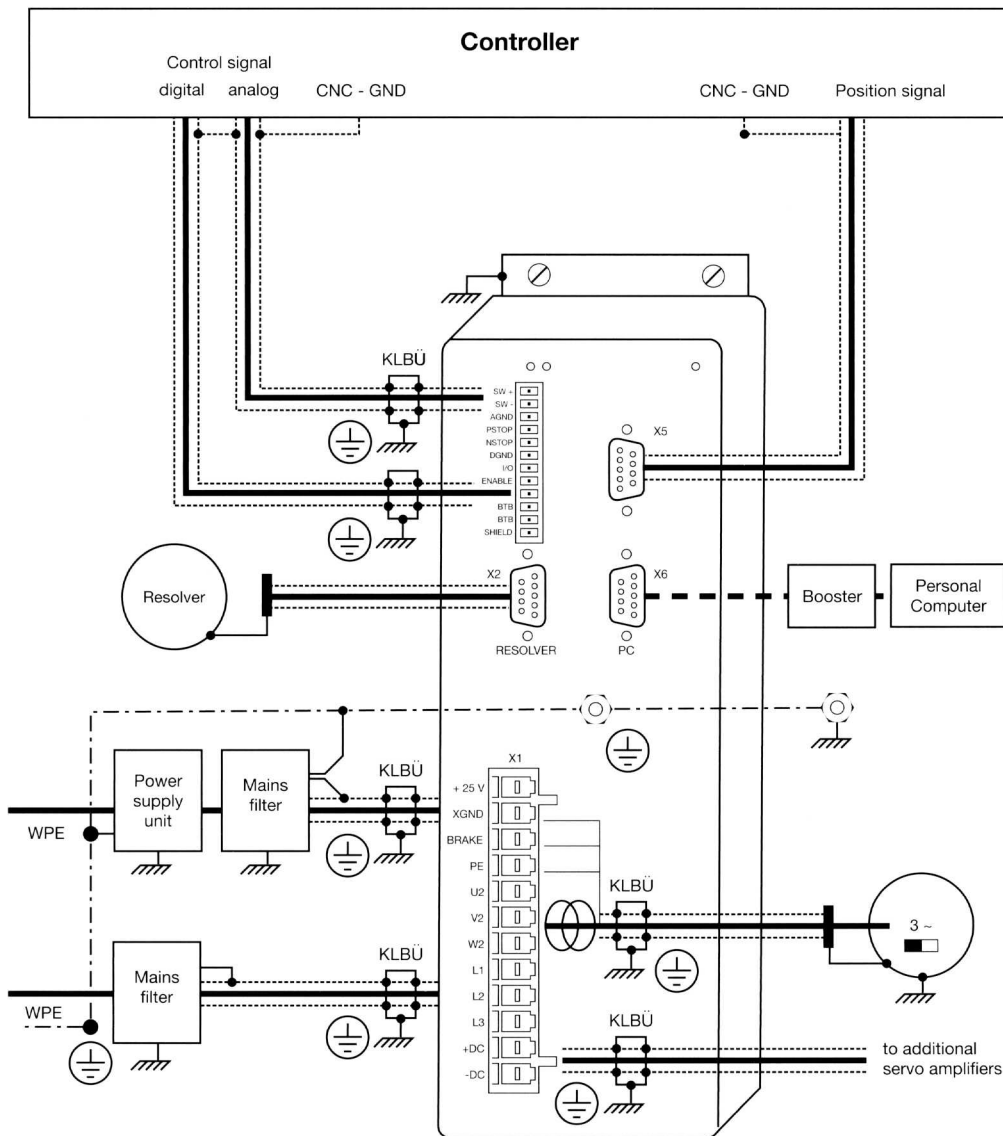 Controller
Control signal
digital analog CNC - GND CNC - GND Position signal
KLBÜ
SW +
SW -
AGND
PSTOP
NSTOP
DGND
I/O
ENABLE
BTB
BTB
SHIELD
X5
Resolver
X2
RESOLVER
X6
PC
Booster
Personal
Computer
X1
Power
supply
unit
Mains
filter
KLBÜ
WPE
+ 25 V
XGND
BRAKE
PE
U2
V2
W2
L1
L2
L3
+DC
-DC
KLBÜ
3 ~
Mains
filter
KLBÜ
WPE
KLBÜ
to additional
servo amplifiers